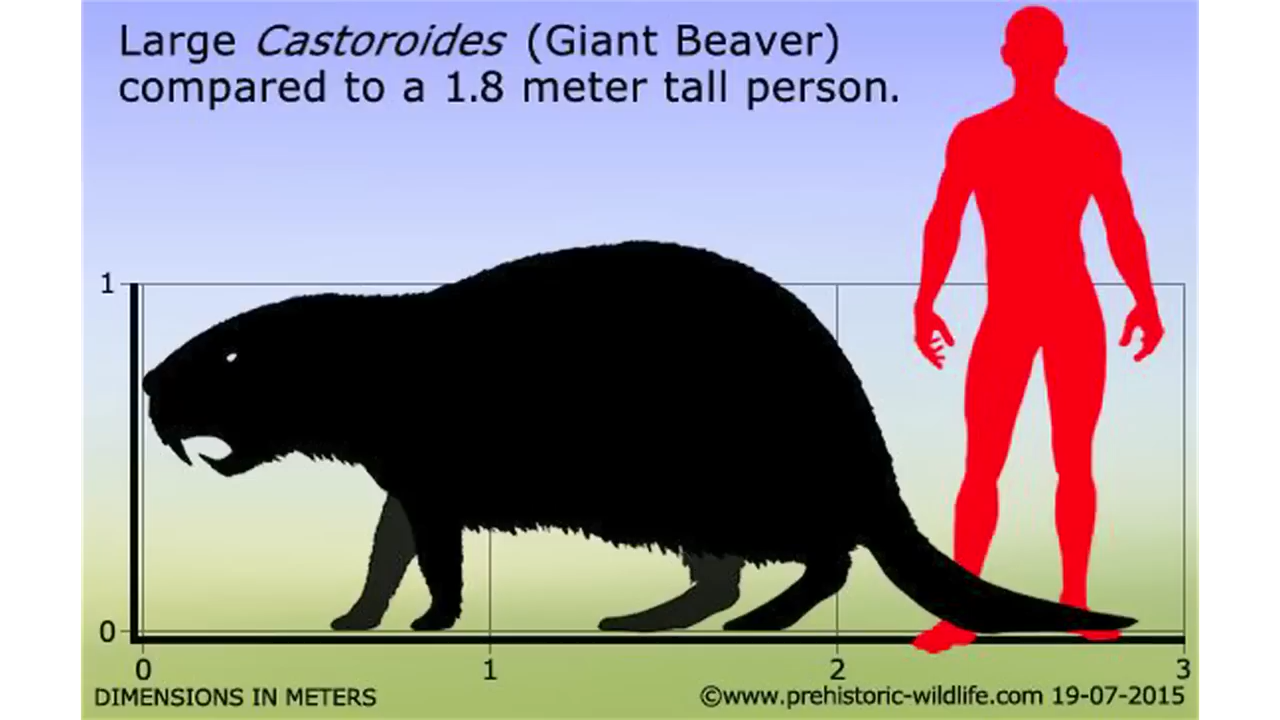 Large Castoroides (Giant Beaver)
compared to a 1.8 meter tall person.
1
0
0 1 2 3
DIMENSIONS IN METERS
©www.prehistoric-wildlife.com 19-07-2015